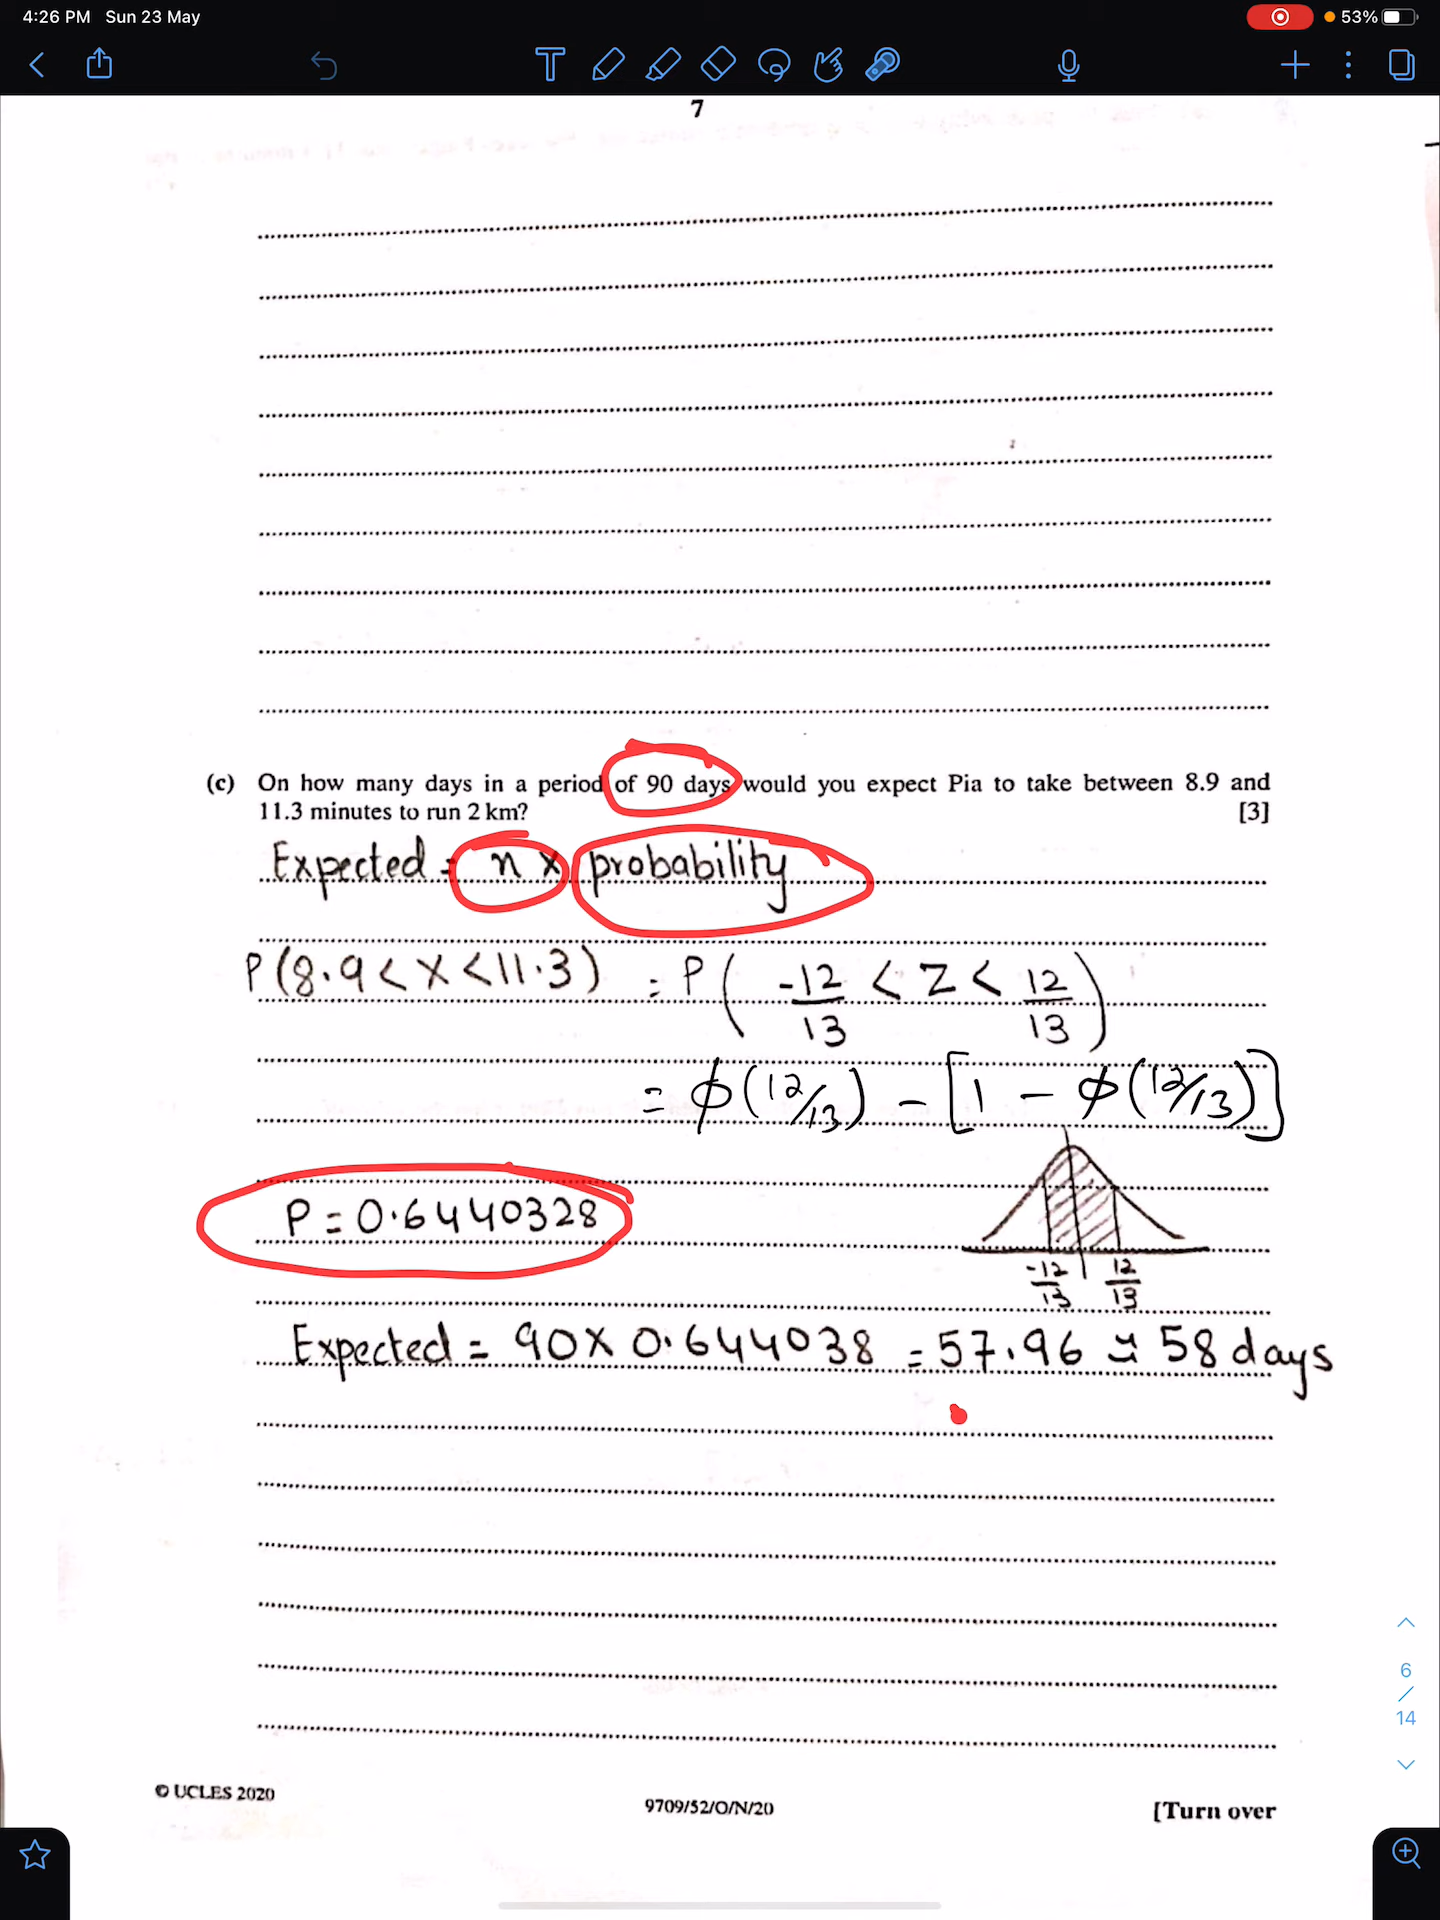 4:26 PM Sun 23 May
53%
7
(c) On how many days in a period of 90 days would you expect Pia to take between 8.9 and
11.3 minutes to run 2 km? [3]
Expected = n × probability
P(8.9 < X < 11.3) = P( -12/13 < Z < 12/13 )
= ϕ(12/13) - [1 - ϕ(12/13)]
P = 0.6440328
-12/13 12/13
Expected = 90 × 0.644038 = 57.96 ≃ 58 days
6
/
14
© UCLES 2020
9709/52/O/N/20
[Turn over